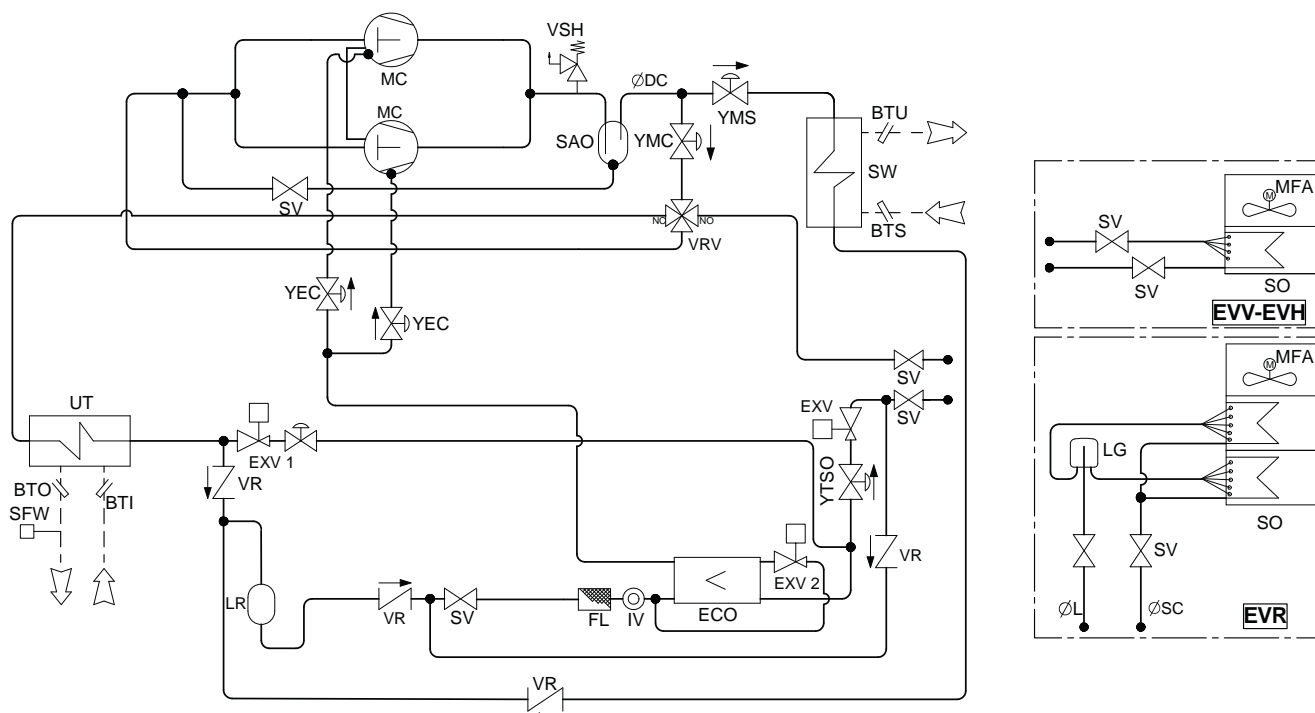 VSH
MC
MC
SAO
ØDC
YMS
YMC
BTU
SW
BTS
SV
NC
NO
VRV
YEC
YEC
SV
SV
UT
EXV 1
EXV
YTSO
BTO
BTI
SFW
VR
VR
EXV 2
LR
VR
SV
FL
IV
ECO
VR
M
MFA
SV
SV
SO
EVV-EVH
M
MFA
LG
SO
SV
ØL
ØSC
EVR